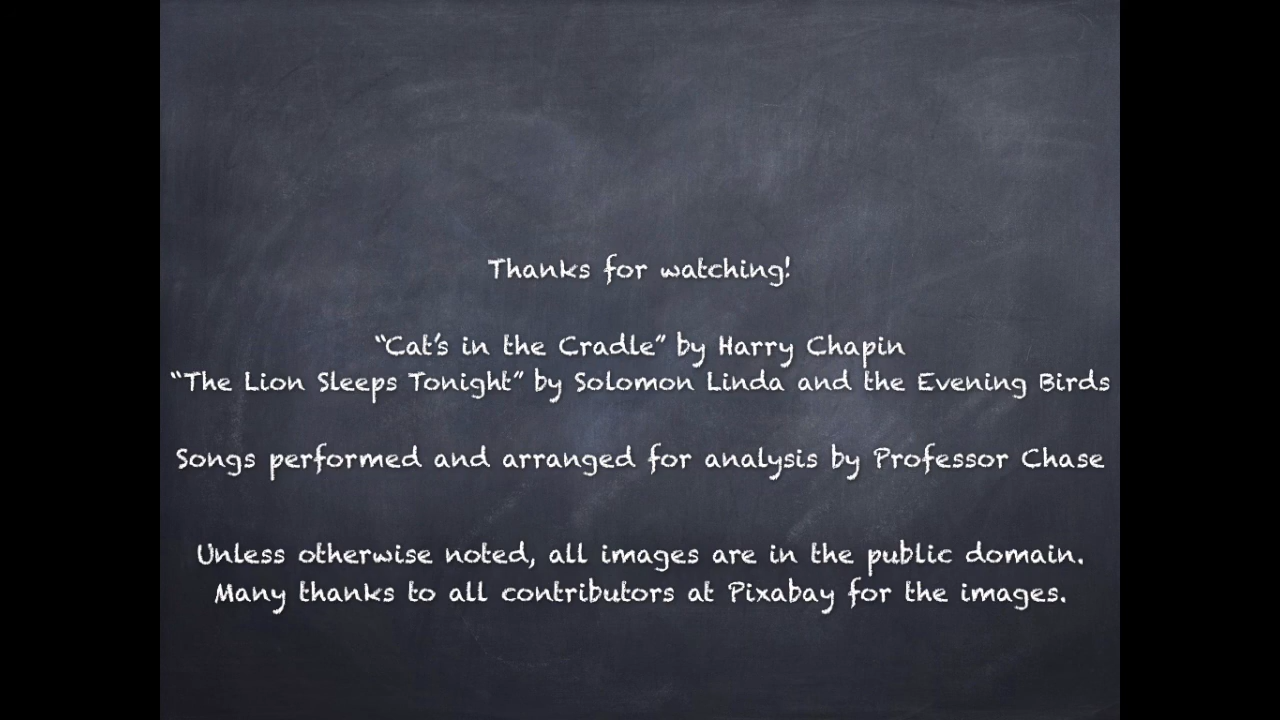 Thanks for watching!
“Cat’s in the Cradle” by Harry Chapin
“The Lion Sleeps Tonight” by Solomon Linda and the Evening Birds
Songs performed and arranged for analysis by Professor Chase
Unless otherwise noted, all images are in the public domain.
Many thanks to all contributors at Pixabay for the images.